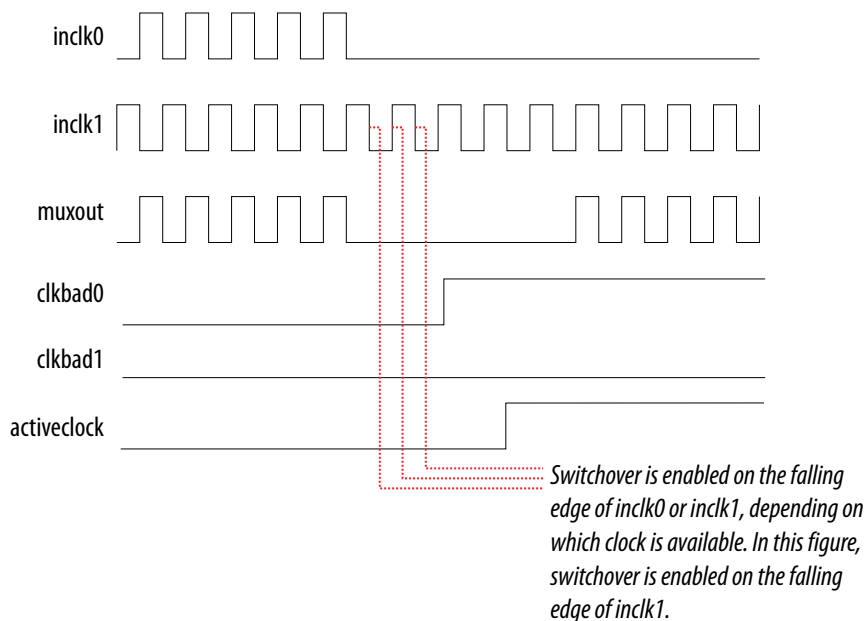 inclk0
inclk1
muxout
clkbad0
clkbad1
activeclock
Switchover is enabled on the falling
edge of inclk0 or inclk1, depending on
which clock is available. In this figure,
switchover is enabled on the falling
edge of inclk1.